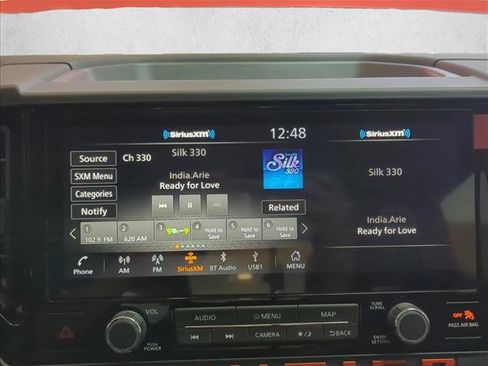 ((SiriusXM))
12:48
((SiriusXM))
Source
Ch 330
Silk 330
Silk
330
Silk 330
SXM Menu
India.Arie
Categories
Ready for Love
India.Arie
Ready for Love
Notify
Related
1
102.9 FM
2
620 AM
3
4
Hold to
Save
5
Hold to
Save
6
Hold to
Save
Phone
AM
FM
SiriusXM
BT Audio
USB1
MENU
VOL
PUSH
POWER
AUDIO
MENU
MAP
CAMERA
BACK
TUNE
SCROLL
ENTER
SETTING
OFF
PASS AIR BAG